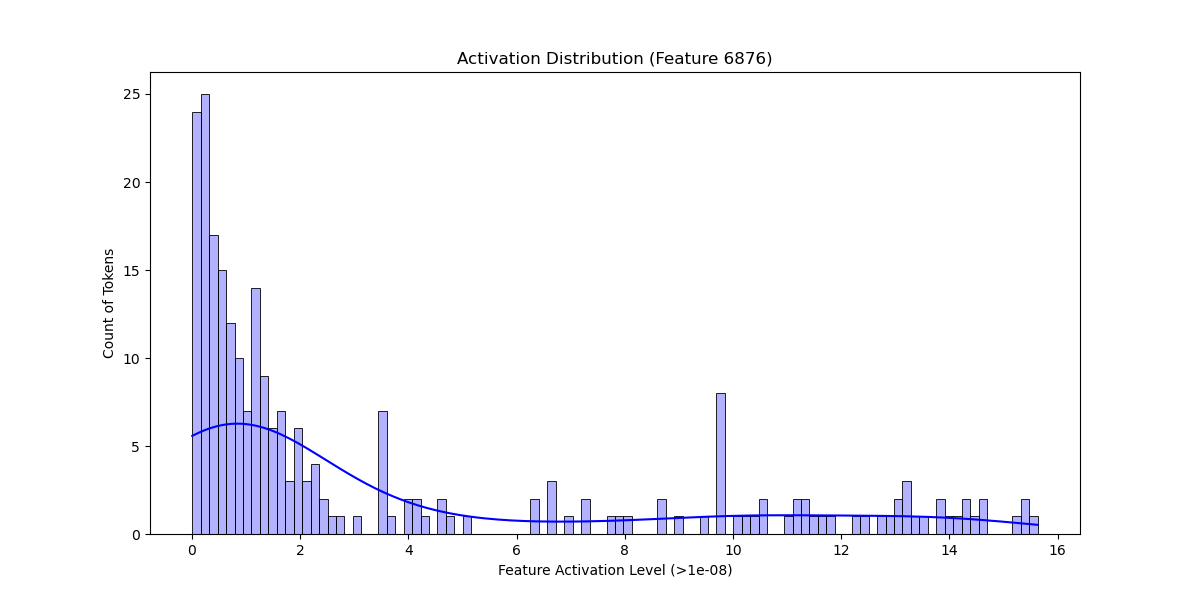 Activation Distribution (Feature 6876)
25
20
15
10
5
0
Count of Tokens
0 2 4 6 8 10 12 14 16
Feature Activation Level (>1e-08)